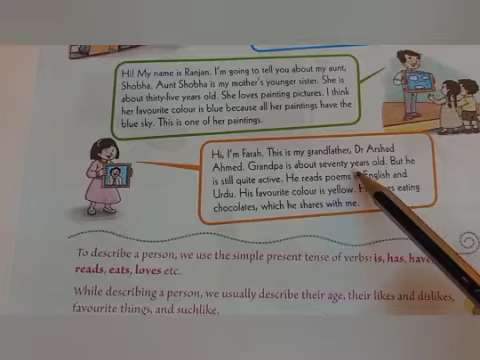 Hi! My name is Ranjan. I'm going to tell you about my aunt,
Shobha. Aunt Shobha is my mother's younger sister. She is
about thirty-five years old. She loves painting pictures. I think
her favourite colour is blue because all her paintings have the
blue sky. This is one of her paintings.
Hi, I'm Farah. This is my grandfather, Dr Arshad
Ahmed. Grandpa is about seventy years old. But he
is still quite active. He reads poems in English and
Urdu. His favourite colour is yellow. eating
chocolates, which he shares with me.
To describe a person, we use the simple present tense of verbs: is, has, have,
reads, eats, loves etc.
While describing a person, we usually describe their age, their likes and dislikes,
favourite things, and suchlike.